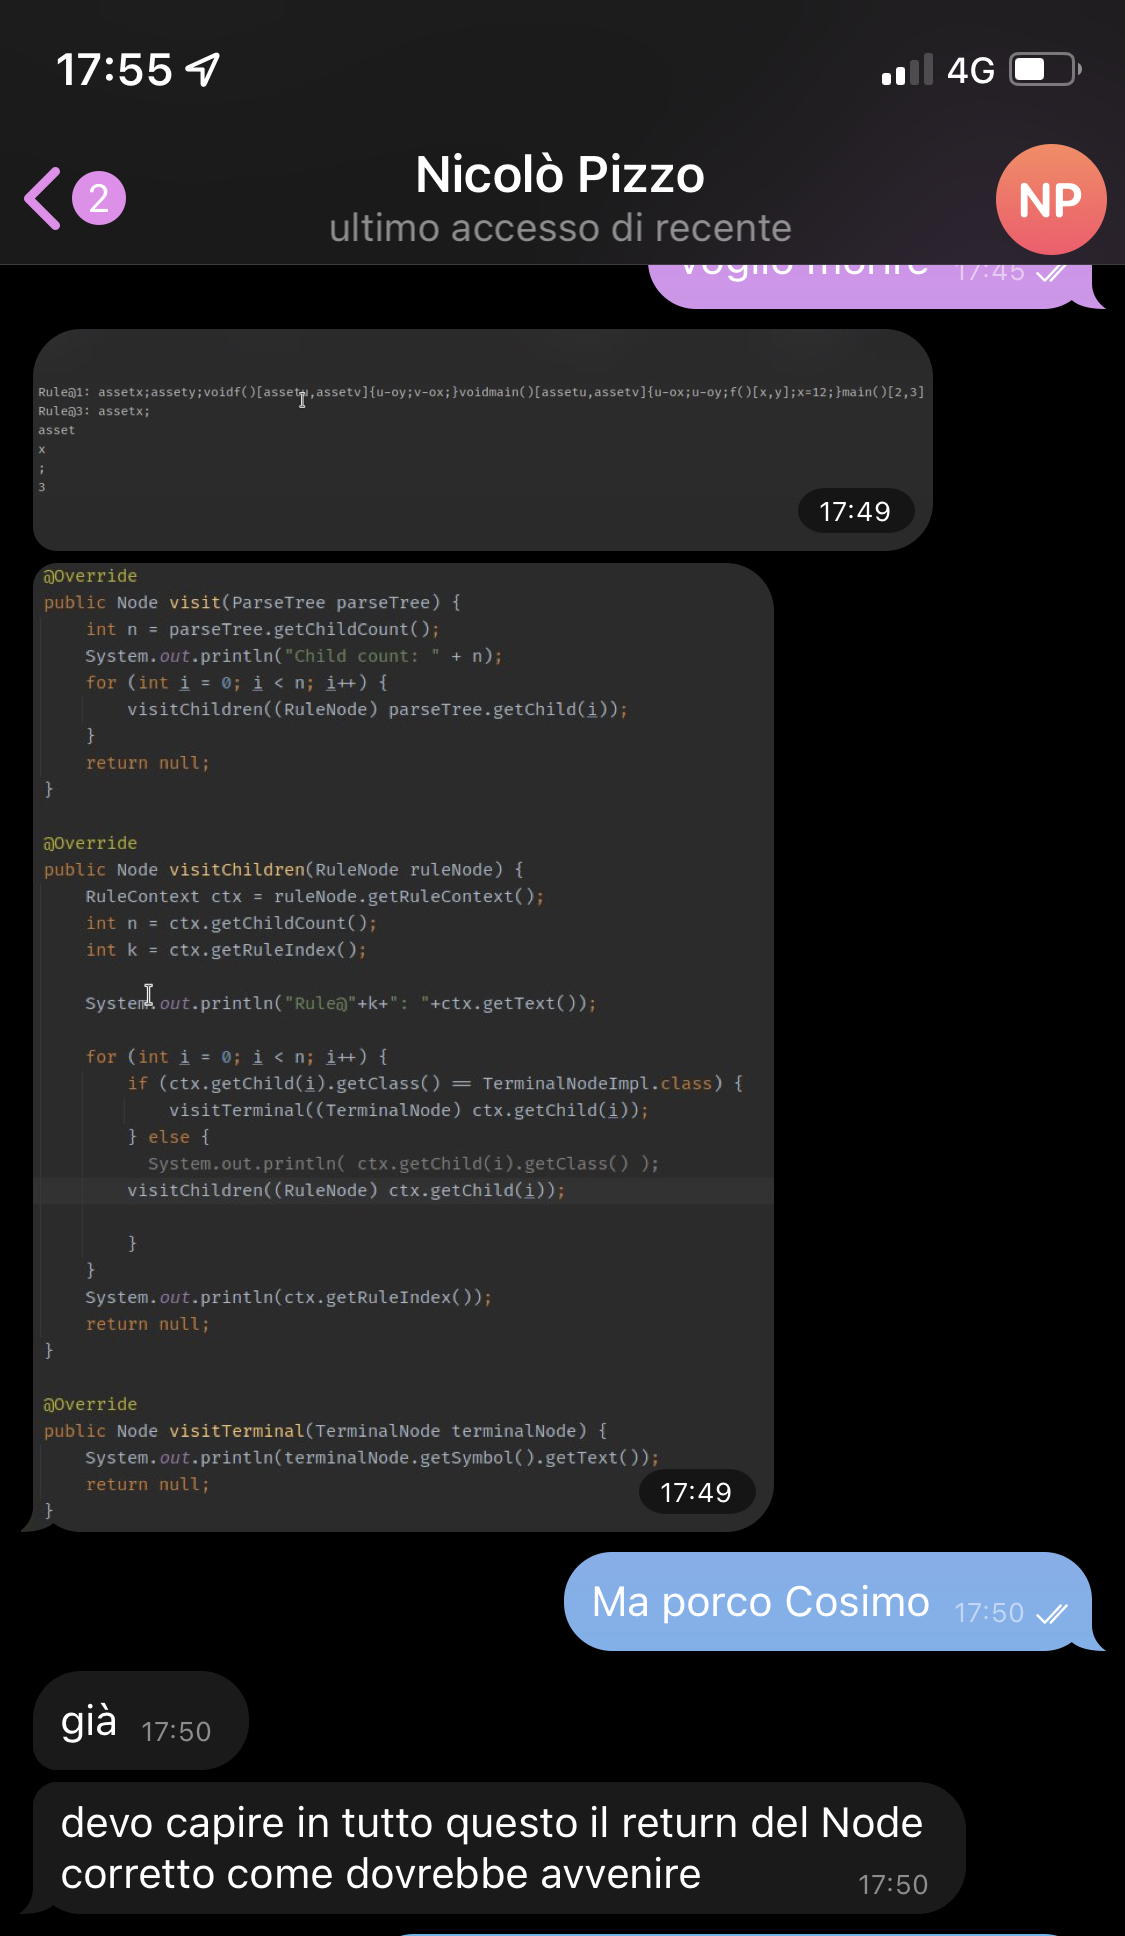 17:55
4G
2
Nicolò Pizzo
NP
ultimo accesso di recente
voglio morire 17:45
Rule@1: assetx;assety;voidf()[assetu,assetv]{u-oy;v-ox;}voidmain()[assetu,assetv]{u-ox;u-oy;f()[x,y];x=12;}main()[2,3]
Rule@3: assetx;
asset
x
;
3
17:49
@Override
public Node visit(ParseTree parseTree) {
int n = parseTree.getChildCount();
System.out.println("Child count: " + n);
for (int i = 0; i < n; i++) {
visitChildren((RuleNode) parseTree.getChild(i));
}
return null;
}
@Override
public Node visitChildren(RuleNode ruleNode) {
RuleContext ctx = ruleNode.getRuleContext();
int n = ctx.getChildCount();
int k = ctx.getRuleIndex();
System.out.println("Rule@"+k+": "+ctx.getText());
for (int i = 0; i < n; i++) {
if (ctx.getChild(i).getClass() == TerminalNodeImpl.class) {
visitTerminal((TerminalNode) ctx.getChild(i));
} else {
System.out.println( ctx.getChild(i).getClass() );
visitChildren((RuleNode) ctx.getChild(i));
}
}
System.out.println(ctx.getRuleIndex());
return null;
}
@Override
public Node visitTerminal(TerminalNode terminalNode) {
System.out.println(terminalNode.getSymbol().getText());
return null;
}
17:49
Ma porco Cosimo 17:50
già 17:50
devo capire in tutto questo il return del Node
corretto come dovrebbe avvenire 17:50